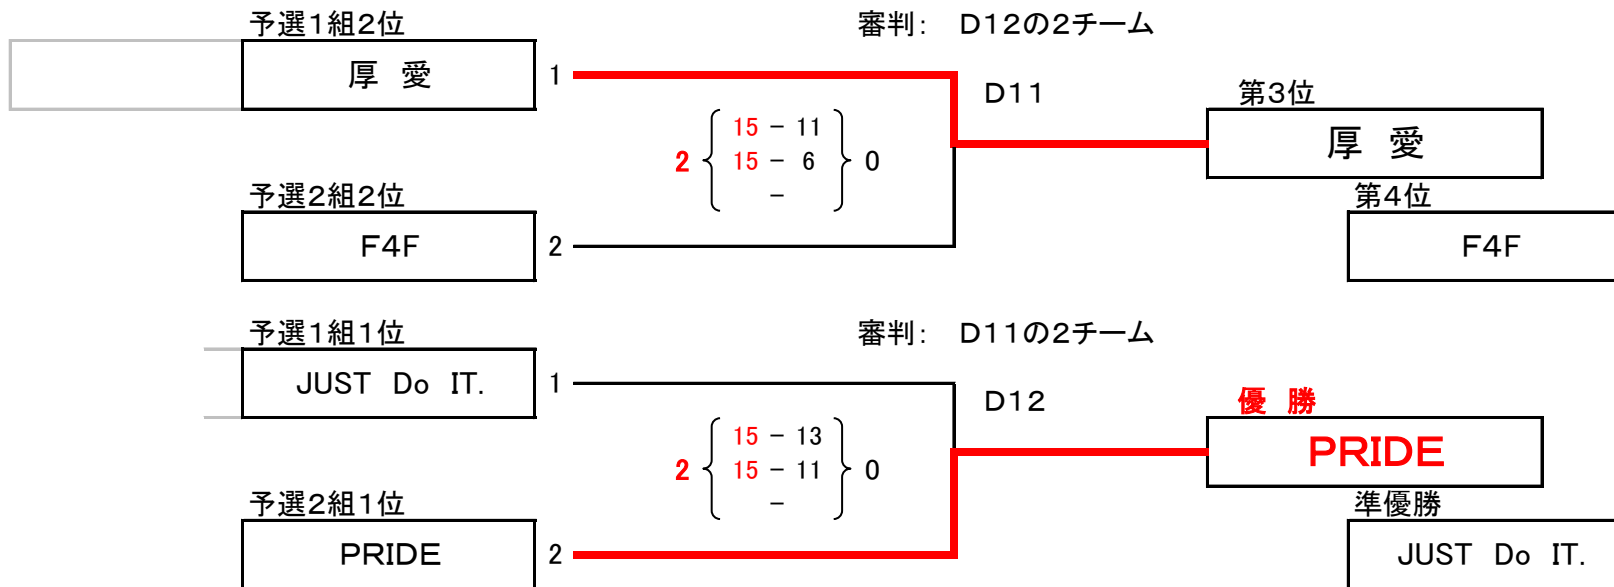 予選1組2位 審判: D12の2チーム
厚 愛 1 D11 第3位
15 - 11 厚 愛
2 15 - 6 0
-
予選2組2位 第4位
F4F 2 F4F
予選1組1位 審判: D11の2チーム
JUST Do IT. 1 D12 優 勝
15 - 13 PRIDE
2 15 - 11 0
-
予選2組1位 準優勝
PRIDE 2 JUST Do IT.